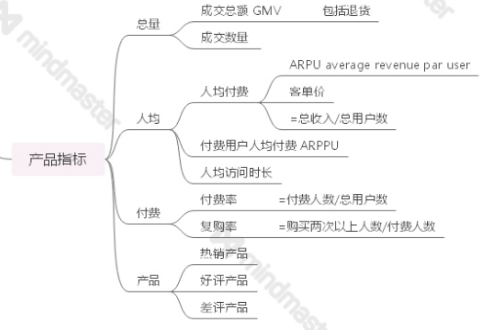 产品指标
总量
成交总额 GMV 包括退货
成交数量
人均
人均付费
ARPU average revenue par user
客单价
=总收入/总用户数
付费用户人均付费 ARPPU
人均访问时长
付费
付费率 =付费人数/总用户数
复购率 =购买两次以上人数/付费人数
产品
热销产品
好评产品
差评产品
mindmaster
mindmaster